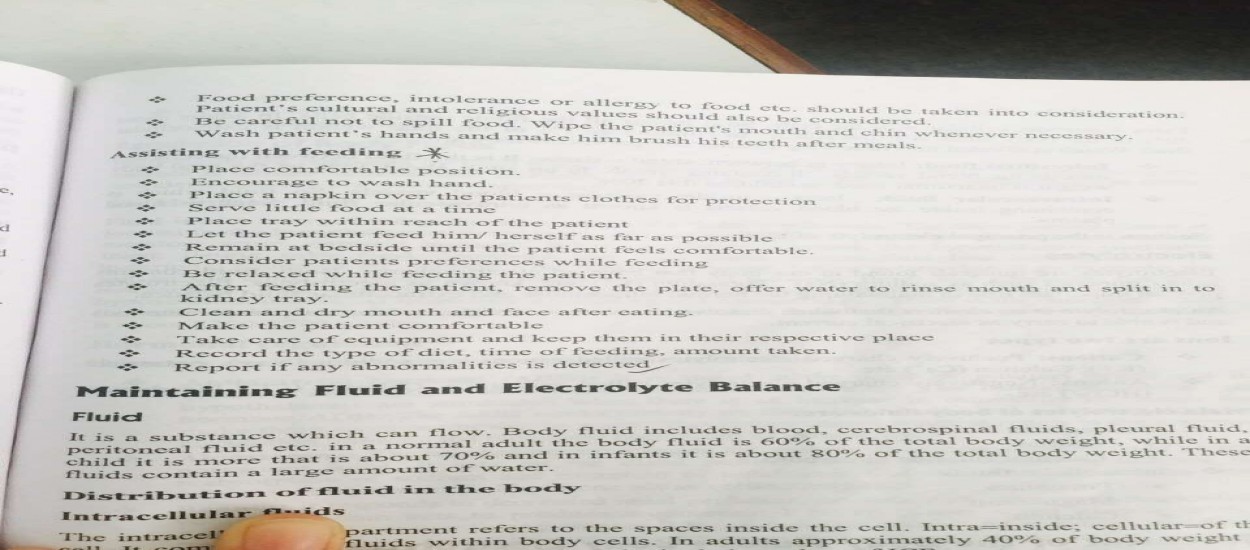 ❖ Food preference, intolerance or allergy to food etc. should be taken into consideration.
Patient's cultural and religious values should also be considered.
❖ Be careful not to spill food. Wipe the patient's mouth and chin whenever necessary.
❖ Wash patient's hands and make him brush his teeth after meals.
Assisting with feeding
❖ Place comfortable position.
❖ Encourage to wash hand.
❖ Place a napkin over the patients clothes for protection
❖ Serve little food at a time
❖ Place tray within reach of the patient
❖ Let the patient feed him/ herself as far as possible
❖ Remain at bedside until the patient feels comfortable.
❖ Consider patients preferences while feeding
❖ Be relaxed while feeding the patient.
❖ After feeding the patient, remove the plate, offer water to rinse mouth and split in to
kidney tray.
❖ Clean and dry mouth and face after eating.
❖ Make the patient comfortable
❖ Take care of equipment and keep them in their respective place
❖ Record the type of diet, time of feeding, amount taken.
❖ Report if any abnormalities is detected
Maintaining Fluid and Electrolyte Balance
Fluid
It is a substance which can flow. Body fluid includes blood, cerebrospinal fluids, pleural fluid,
peritoneal fluid etc. in a normal adult the body fluid is 60% of the total body weight, while in a
child it is more that is about 70% and in infants it is about 80% of the total body weight. These
fluids contain a large amount of water.
Distribution of fluid in the body
Intracellular fluids
The partment refers to the spaces inside the cell. Intra=inside; cellular=of
fluids within body cells. In adults approximately 40% of body weight